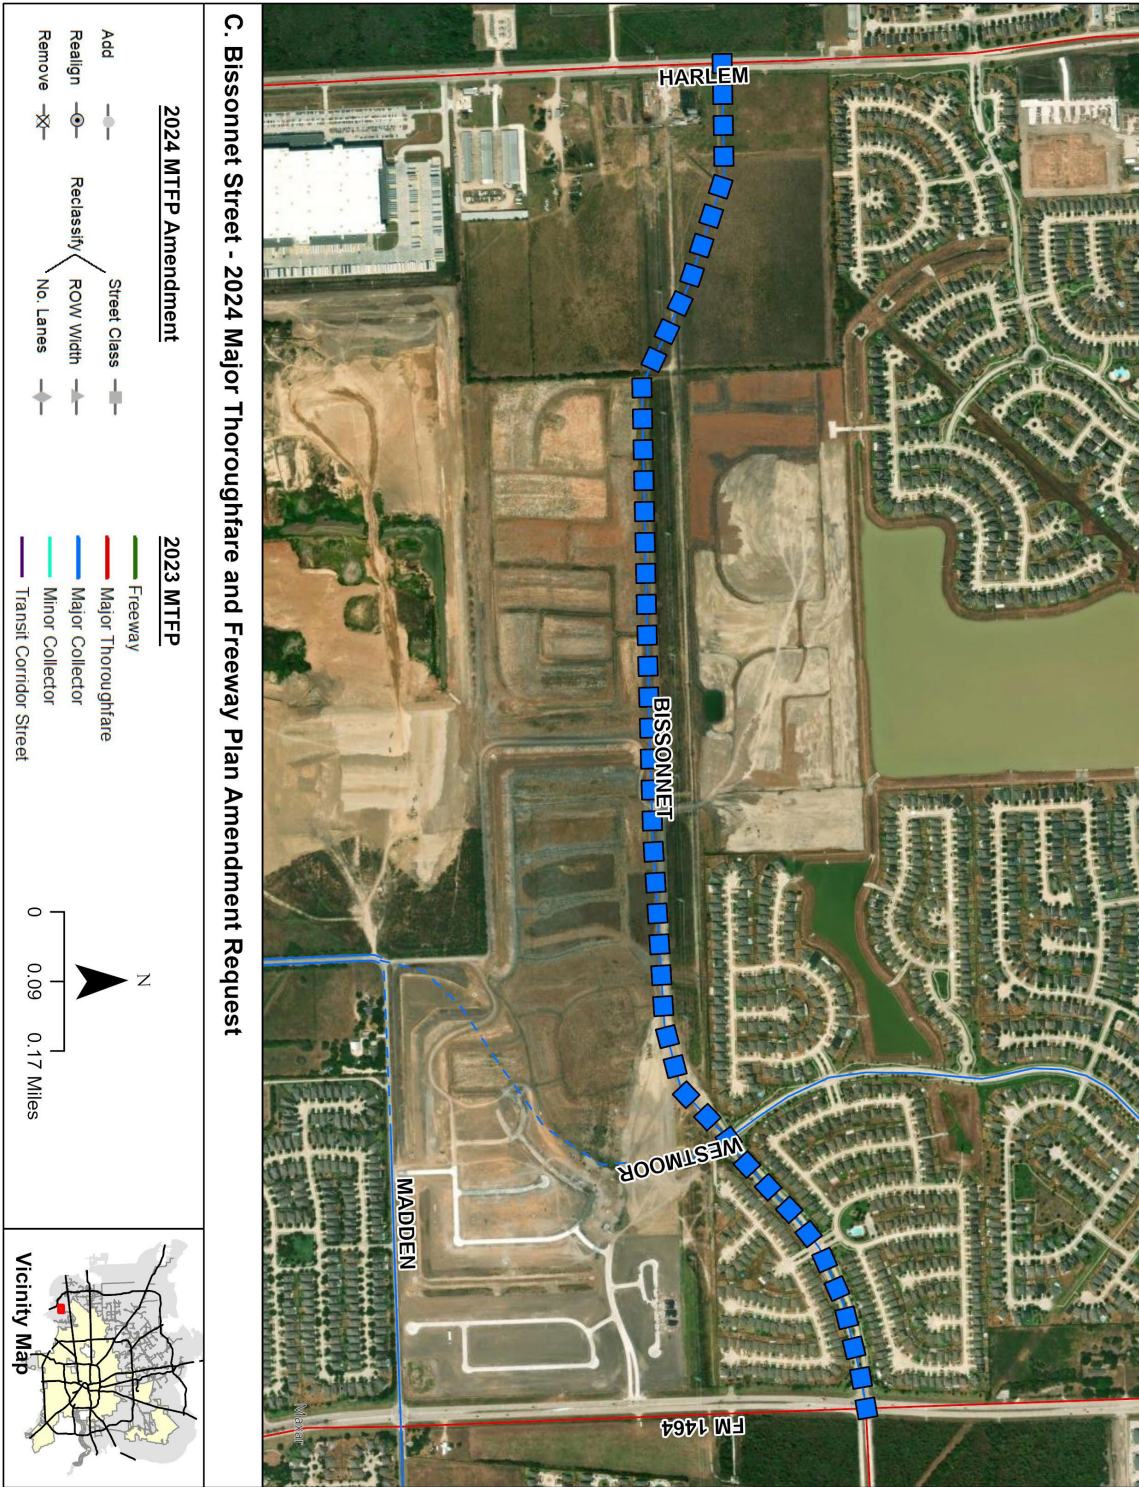 HARLEM
BISSONNET
WESTMOOR
MADDEN
FM 1464
Maxar
C. Bissonnet Street - 2024 Major Thoroughfare and Freeway Plan Amendment Request
2024 MTFP Amendment
Add
Realign
Remove
Reclassify
Street Class
ROW Width
No. Lanes
2023 MTFP
Freeway
Major Thoroughfare
Major Collector
Minor Collector
Transit Corridor Street
N
0 0.09 0.17 Miles
Vicinity Map